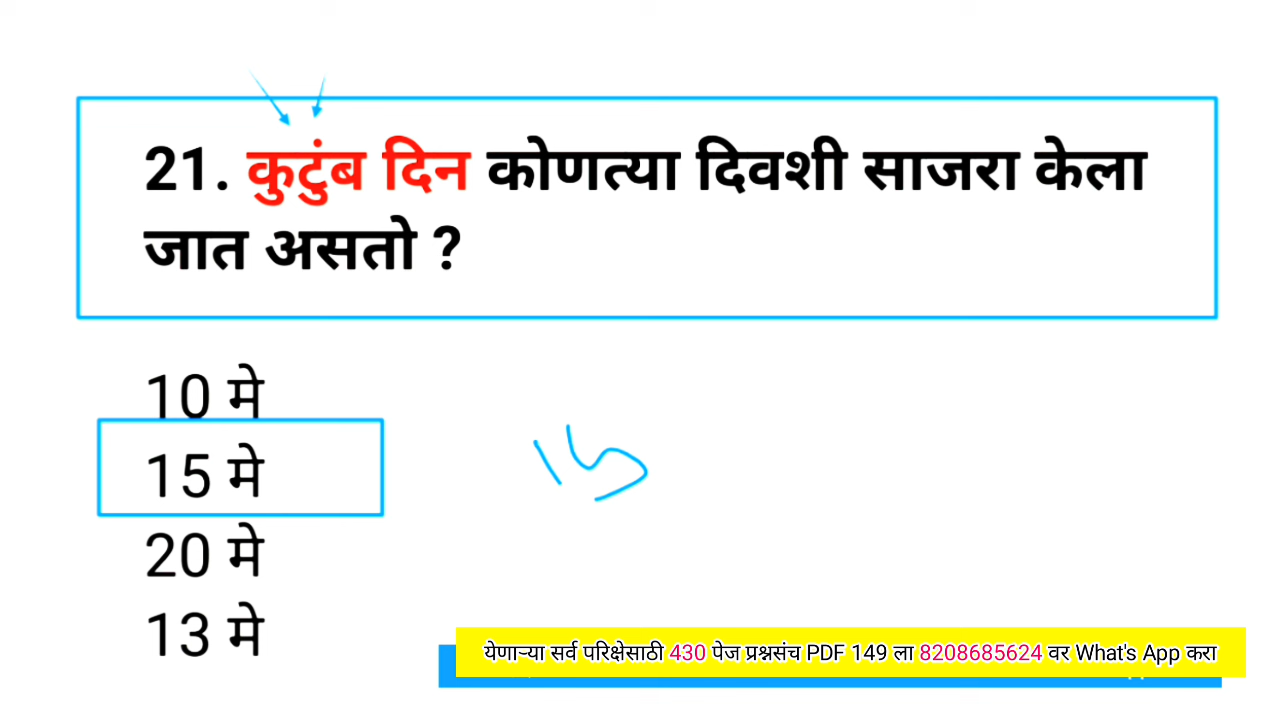 21. कुटुंब दिन कोणत्या दिवशी साजरा केला
जात असतो ?
10 मे
15 मे
15
20 मे
13 मे
येणाऱ्या सर्व परिक्षेसाठी 430 पेज प्रश्नसंच PDF 149 ला 8208685624 वर What's App करा